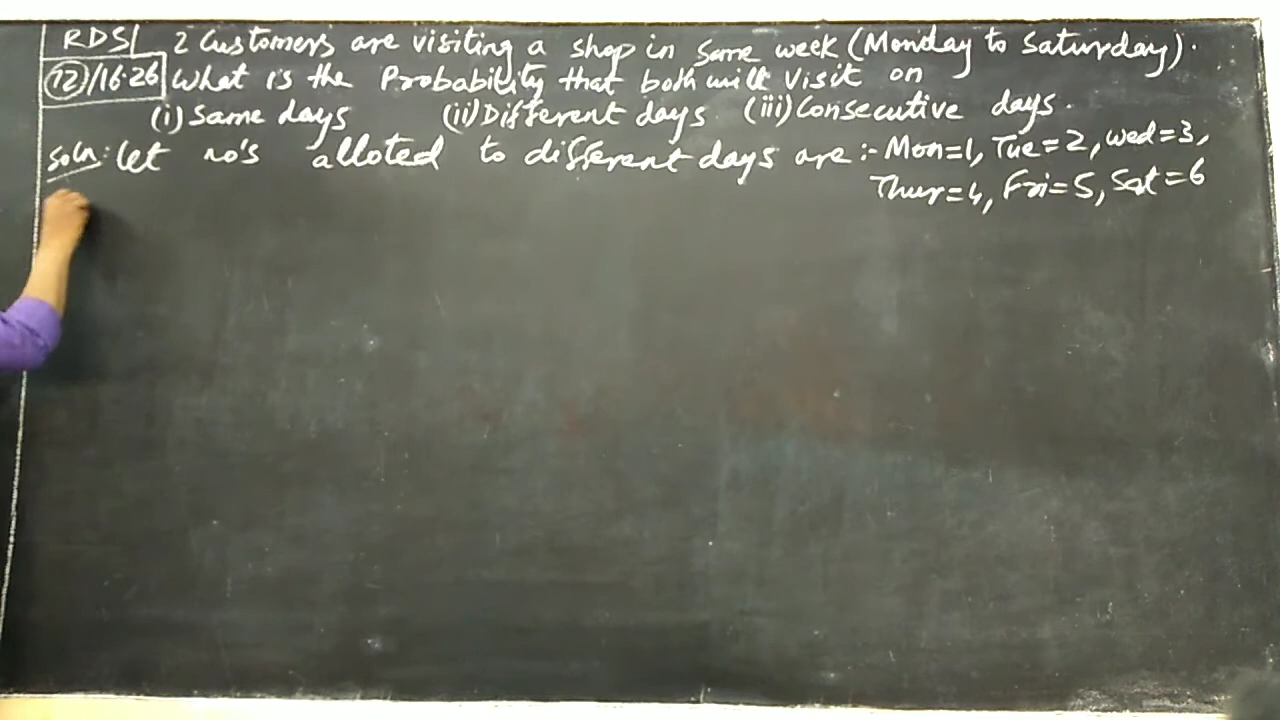 RDSL 2 Customers are visiting a shop in same week (Monday to Saturday).
(12)/16.26 What is the Probability that both will Visit on
(i) Same days (ii) Different days. (iii) Consecutive days.
Soln: Let no's alloted to different days are :- Mon=1, Tue=2, Wed=3,
Thur=4, Fri=5, Sat=6